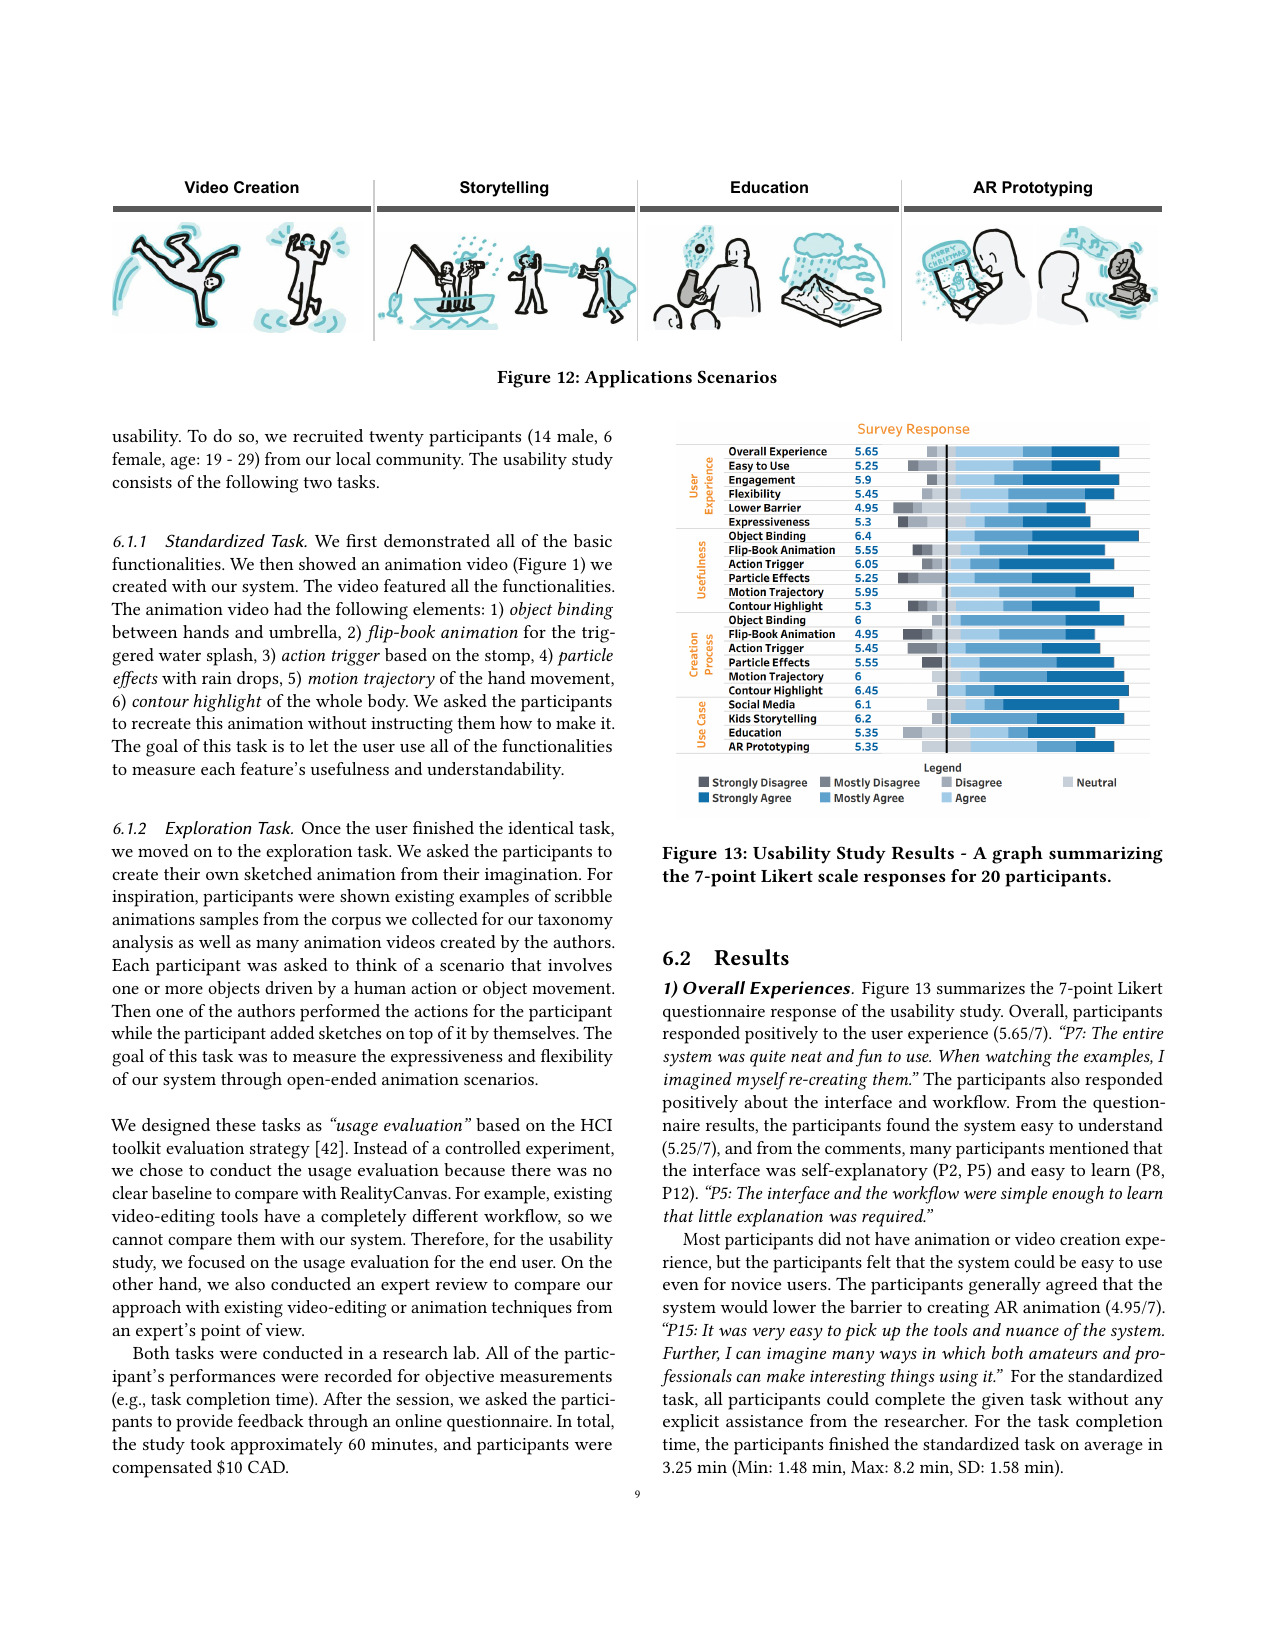 Video Creation
Storytelling
Education
AR Prototyping
MERRY
CHRISTMAS
Figure 12: Applications Scenarios
usability. To do so, we recruited twenty participants (14 male, 6
female, age: 19 - 29) from our local community. The usability study
consists of the following two tasks.
6.1.1 Standardized Task. We first demonstrated all of the basic
functionalities. We then showed an animation video (Figure 1) we
created with our system. The video featured all the functionalities.
The animation video had the following elements: 1) object binding
between hands and umbrella, 2) flip-book animation for the trig-
gered water splash, 3) action trigger based on the stomp, 4) particle
effects with rain drops, 5) motion trajectory of the hand movement,
6) contour highlight of the whole body. We asked the participants
to recreate this animation without instructing them how to make it.
The goal of this task is to let the user use all of the functionalities
to measure each feature's usefulness and understandability.
6.1.2 Exploration Task. Once the user finished the identical task,
we moved on to the exploration task. We asked the participants to
create their own sketched animation from their imagination. For
inspiration, participants were shown existing examples of scribble
animations samples from the corpus we collected for our taxonomy
analysis as well as many animation videos created by the authors.
Each participant was asked to think of a scenario that involves
one or more objects driven by a human action or object movement.
Then one of the authors performed the actions for the participant
while the participant added sketches on top of it by themselves. The
goal of this task was to measure the expressiveness and flexibility
of our system through open-ended animation scenarios.
We designed these tasks as “usage evaluation” based on the HCI
toolkit evaluation strategy [42]. Instead of a controlled experiment,
we chose to conduct the usage evaluation because there was no
clear baseline to compare with RealityCanvas. For example, existing
video-editing tools have a completely different workflow, so we
cannot compare them with our system. Therefore, for the usability
study, we focused on the usage evaluation for the end user. On the
other hand, we also conducted an expert review to compare our
approach with existing video-editing or animation techniques from
an expert's point of view.
Both tasks were conducted in a research lab. All of the partic-
ipant's performances were recorded for objective measurements
(e.g., task completion time). After the session, we asked the partici-
pants to provide feedback through an online questionnaire. In total,
the study took approximately 60 minutes, and participants were
compensated $10 CAD.
Survey Response
User
Experience
Overall Experience 5.65
Easy to Use 5.25
Engagement 5.9
Flexibility 5.45
Lower Barrier 4.95
Expressiveness 5.3
Usefulness
Object Binding 6.4
Flip-Book Animation 5.55
Action Trigger 6.05
Particle Effects 5.25
Motion Trajectory 5.95
Contour Highlight 5.3
Creation
Process
Object Binding 6
Flip-Book Animation 4.95
Action Trigger 5.45
Particle Effects 5.55
Motion Trajectory 6
Contour Highlight 6.45
Use Case
Social Media 6.1
Kids Storytelling 6.2
Education 5.35
AR Prototyping 5.35
Legend
Strongly Disagree Mostly Disagree Disagree Neutral
Strongly Agree Mostly Agree Agree
Figure 13: Usability Study Results - A graph summarizing
the 7-point Likert scale responses for 20 participants.
6.2 Results
1) Overall Experiences. Figure 13 summarizes the 7-point Likert
questionnaire response of the usability study. Overall, participants
responded positively to the user experience (5.65/7). “P7: The entire
system was quite neat and fun to use. When watching the examples, I
imagined myself re-creating them.” The participants also responded
positively about the interface and workflow. From the question-
naire results, the participants found the system easy to understand
(5.25/7), and from the comments, many participants mentioned that
the interface was self-explanatory (P2, P5) and easy to learn (P8,
P12). “P5: The interface and the workflow were simple enough to learn
that little explanation was required.”
Most participants did not have animation or video creation expe-
rience, but the participants felt that the system could be easy to use
even for novice users. The participants generally agreed that the
system would lower the barrier to creating AR animation (4.95/7).
“P15: It was very easy to pick up the tools and nuance of the system.
Further, I can imagine many ways in which both amateurs and pro-
fessionals can make interesting things using it.” For the standardized
task, all participants could complete the given task without any
explicit assistance from the researcher. For the task completion
time, the participants finished the standardized task on average in
3.25 min (Min: 1.48 min, Max: 8.2 min, SD: 1.58 min).
9